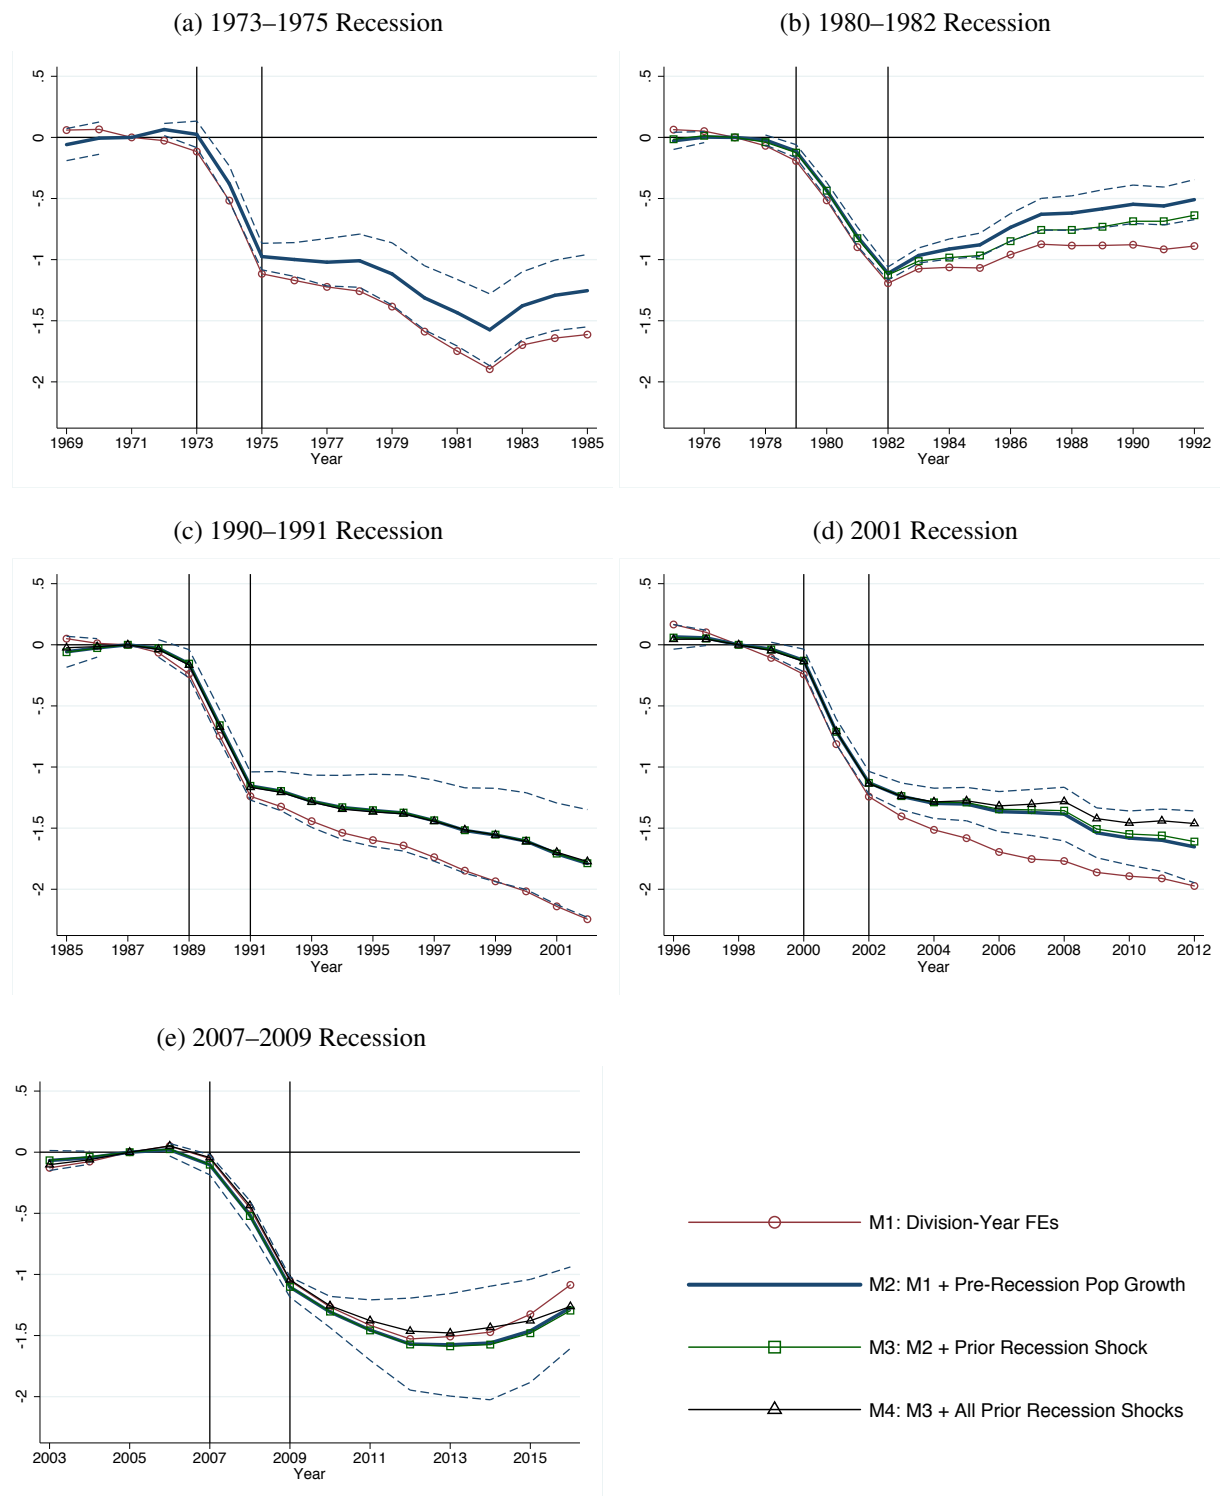 (a) 1973–1975 Recession
.5
0
-.5
-1
-1.5
-2
1969 1971 1973 1975 1977 1979 1981 1983 1985
Year
(b) 1980–1982 Recession
.5
0
-.5
-1
-1.5
-2
1976 1978 1980 1982 1984 1986 1988 1990 1992
Year
(c) 1990–1991 Recession
.5
0
-.5
-1
-1.5
-2
1985 1987 1989 1991 1993 1995 1997 1999 2001
Year
(d) 2001 Recession
.5
0
-.5
-1
-1.5
-2
1996 1998 2000 2002 2004 2006 2008 2010 2012
Year
(e) 2007–2009 Recession
.5
0
-.5
-1
-1.5
-2
2003 2005 2007 2009 2011 2013 2015
Year
M1: Division-Year FEs
M2: M1 + Pre-Recession Pop Growth
M3: M2 + Prior Recession Shock
M4: M3 + All Prior Recession Shocks